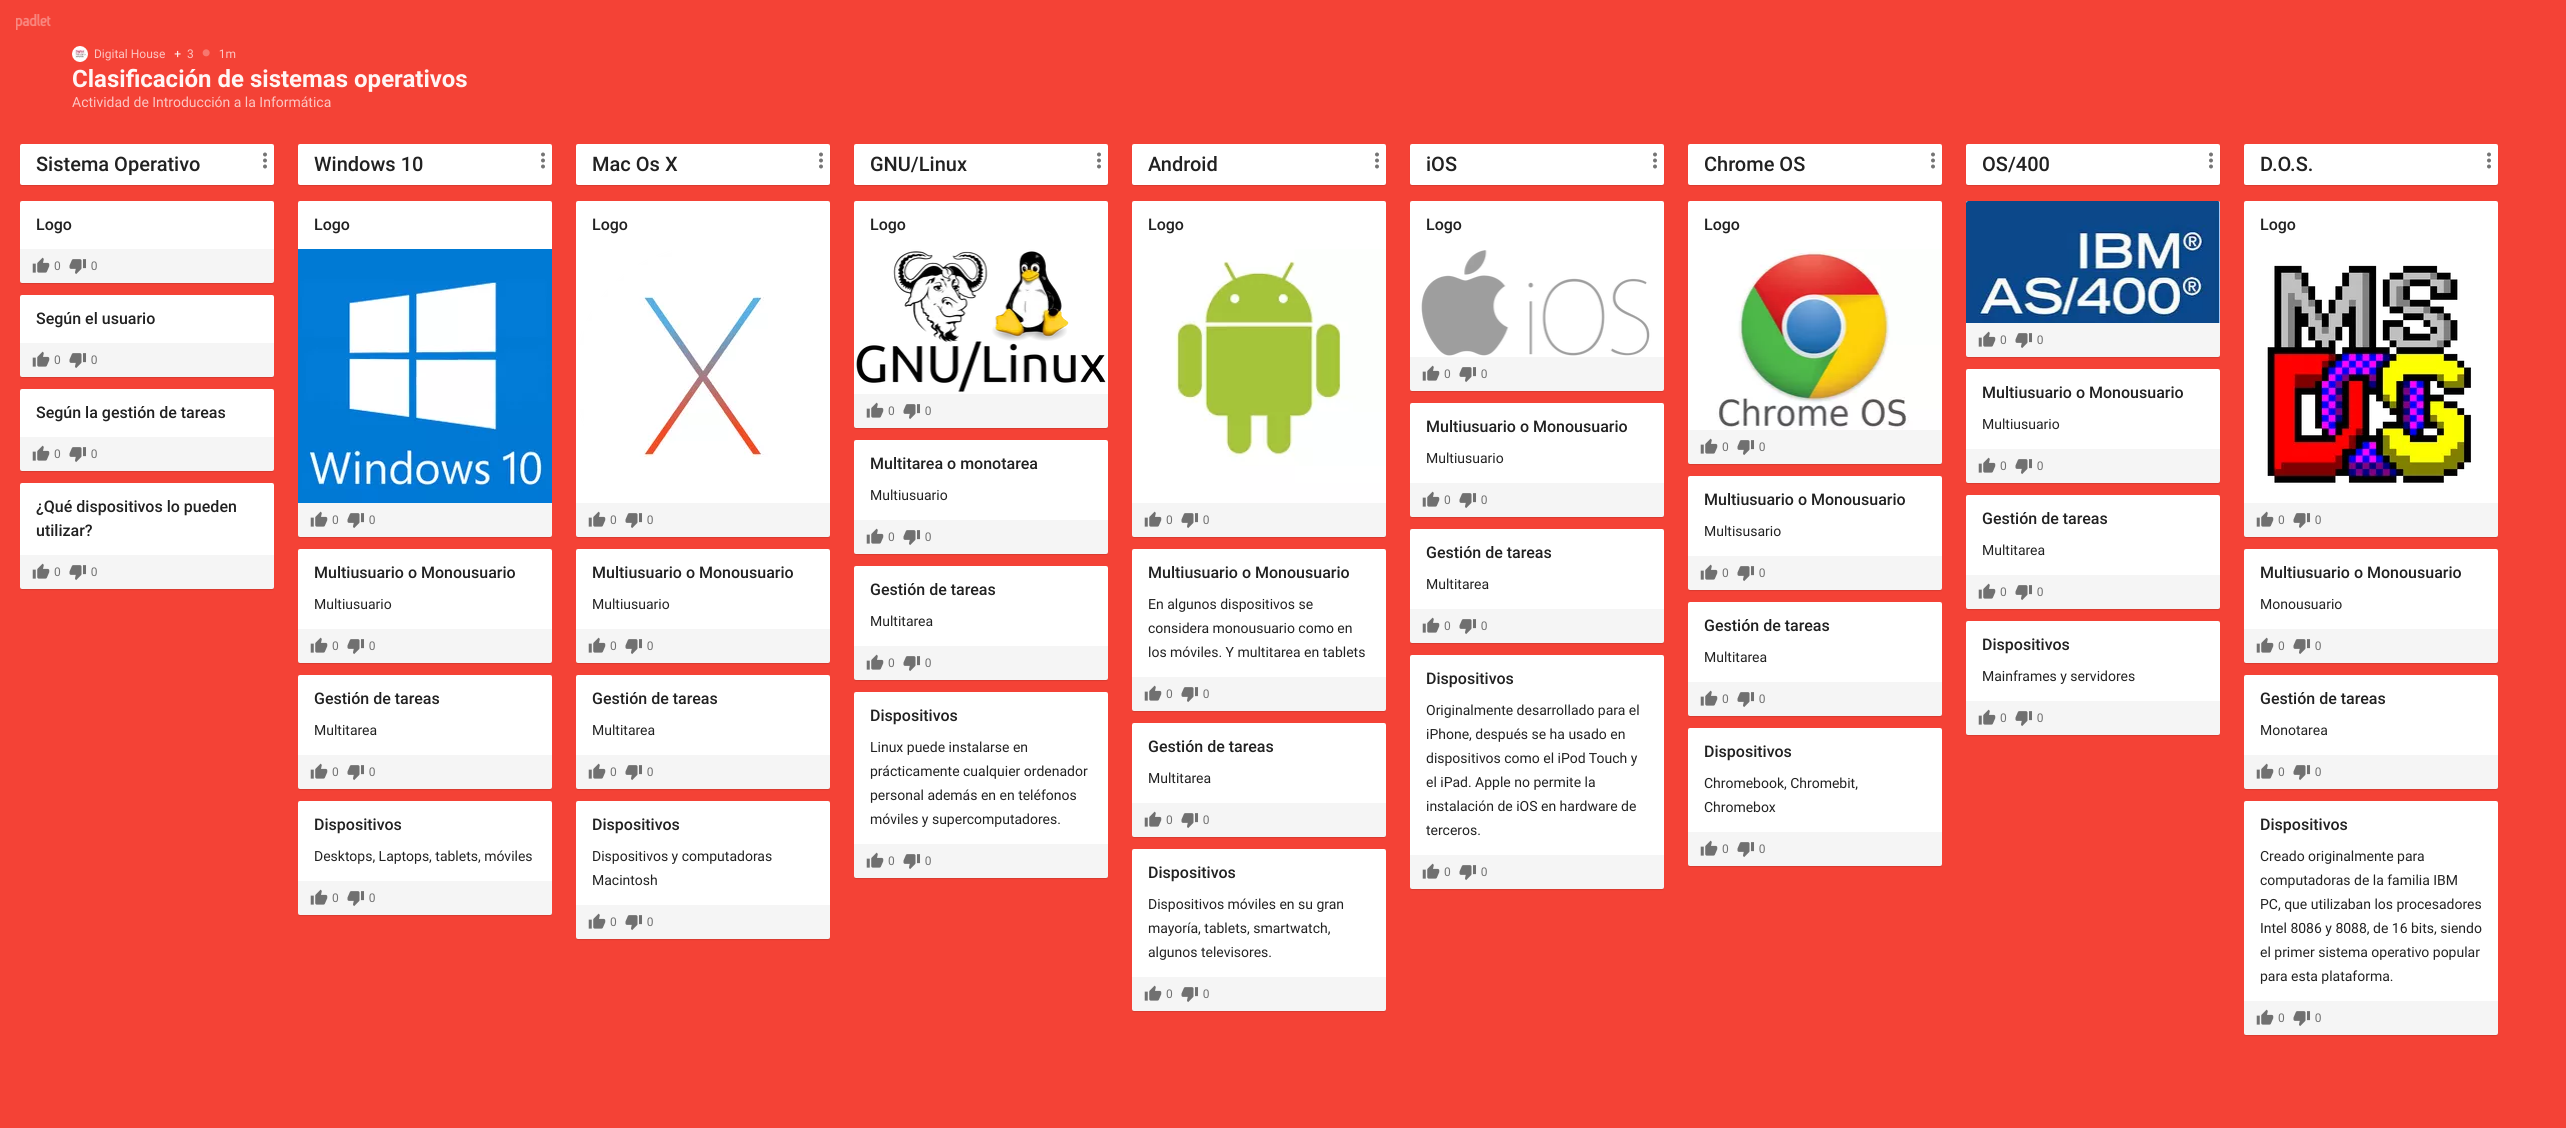 padlet
Digital House + 3 1m
Clasificación de sistemas operativos
Actividad de Introducción a la Informática
Sistema Operativo
Logo
0 0
Según el usuario
0 0
Según la gestión de tareas
0 0
¿Qué dispositivos lo pueden
utilizar?
0 0
Windows 10
Logo
Windows 10
0 0
Multiusuario o Monousuario
Multiusuario
0 0
Gestión de tareas
Multitarea
0 0
Dispositivos
Desktops, Laptops, tablets, móviles
0 0
Mac Os X
Logo
0 0
Multiusuario o Monousuario
Multiusuario
0 0
Gestión de tareas
Multitarea
0 0
Dispositivos
Dispositivos y computadoras
Macintosh
0 0
GNU/Linux
Logo
GNU/Linux
0 0
Multitarea o monotarea
Multiusuario
0 0
Gestión de tareas
Multitarea
0 0
Dispositivos
Linux puede instalarse en
prácticamente cualquier ordenador
personal además en en teléfonos
móviles y supercomputadores.
0 0
Android
Logo
0 0
Multiusuario o Monousuario
En algunos dispositivos se
considera monousuario como en
los móviles. Y multitarea en tablets
0 0
Gestión de tareas
Multitarea
0 0
Dispositivos
Dispositivos móviles en su gran
mayoría, tablets, smartwatch,
algunos televisores.
0 0
iOS
Logo
iOS
0 0
Multiusuario o Monousuario
Multiusuario
0 0
Gestión de tareas
Multitarea
0 0
Dispositivos
Originalmente desarrollado para el
iPhone, después se ha usado en
dispositivos como el iPod Touch y
el iPad. Apple no permite la
instalación de iOS en hardware de
terceros.
0 0
Chrome OS
Logo
Chrome OS
0 0
Multiusuario o Monousuario
Multisusario
0 0
Gestión de tareas
Multitarea
0 0
Dispositivos
Chromebook, Chromebit,
Chromebox
0 0
OS/400
IBM®
AS/400®
0 0
Multiusuario o Monousuario
Multiusuario
0 0
Gestión de tareas
Multitarea
0 0
Dispositivos
Mainframes y servidores
0 0
D.O.S.
Logo
MS
DOS
0 0
Multiusuario o Monousuario
Monousuario
0 0
Gestión de tareas
Monotarea
0 0
Dispositivos
Creado originalmente para
computadoras de la familia IBM
PC, que utilizaban los procesadores
Intel 8086 y 8088, de 16 bits, siendo
el primer sistema operativo popular
para esta plataforma.
0 0